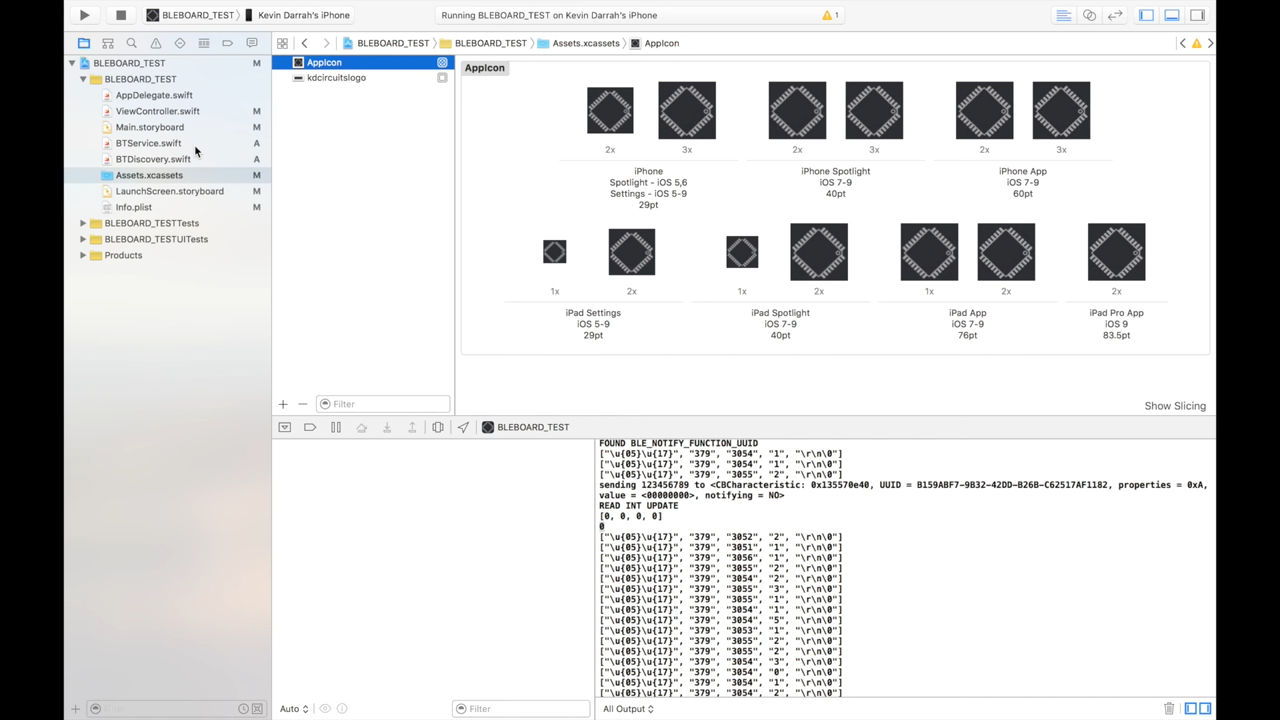 BLEBOARD_TEST 〉 Kevin Darrah's iPhone
Running BLEBOARD_TEST on Kevin Darrah's iPhone
1
BLEBOARD_TEST M
BLEBOARD_TEST
AppDelegate.swift
ViewController.swift M
Main.storyboard M
BTService.swift A
BTDiscovery.swift A
Assets.xcassets M
LaunchScreen.storyboard M
Info.plist M
BLEBOARD_TESTTests
BLEBOARD_TESTUITests
Products
Filter
BLEBOARD_TEST 〉 BLEBOARD_TEST 〉 Assets.xcassets 〉 AppIcon
AppIcon
kdcircuitslogo
Filter
AppIcon
2x 3x 2x 3x 2x 3x
iPhone
Spotlight - iOS 5,6
Settings - iOS 5-9
29pt
iPhone Spotlight
iOS 7-9
40pt
iPhone App
iOS 7-9
60pt
1x 2x 1x 2x 1x 2x 2x
iPad Settings
iOS 5-9
29pt
iPad Spotlight
iOS 7-9
40pt
iPad App
iOS 7-9
76pt
iPad Pro App
iOS 9
83.5pt
Show Slicing
BLEBOARD_TEST
FOUND BLE_NOTIFY_FUNCTION_UUID
["\u{05}\u{17}", "379", "3054", "1", "\r\n\0"]
["\u{05}\u{17}", "379", "3054", "1", "\r\n\0"]
["\u{05}\u{17}", "379", "3055", "2", "\r\n\0"]
sending 123456789 to <CBCharacteristic: 0x135570e40, UUID = B159ABF7-9B32-42DD-B26B-C62517AF1182, properties = 0xA,
value = <00000000>, notifying = NO>
READ INT UPDATE
[0, 0, 0, 0]
0
["\u{05}\u{17}", "379", "3052", "2", "\r\n\0"]
["\u{05}\u{17}", "379", "3051", "1", "\r\n\0"]
["\u{05}\u{17}", "379", "3056", "1", "\r\n\0"]
["\u{05}\u{17}", "379", "3055", "2", "\r\n\0"]
["\u{05}\u{17}", "379", "3054", "2", "\r\n\0"]
["\u{05}\u{17}", "379", "3055", "3", "\r\n\0"]
["\u{05}\u{17}", "379", "3055", "1", "\r\n\0"]
["\u{05}\u{17}", "379", "3054", "1", "\r\n\0"]
["\u{05}\u{17}", "379", "3054", "5", "\r\n\0"]
["\u{05}\u{17}", "379", "3053", "1", "\r\n\0"]
["\u{05}\u{17}", "379", "3055", "2", "\r\n\0"]
["\u{05}\u{17}", "379", "3055", "2", "\r\n\0"]
["\u{05}\u{17}", "379", "3054", "3", "\r\n\0"]
["\u{05}\u{17}", "379", "3054", "0", "\r\n\0"]
["\u{05}\u{17}", "379", "3054", "1", "\r\n\0"]
["\u{05}\u{17}", "379", "3054", "2", "\r\n\0"]
Auto
Filter
All Output